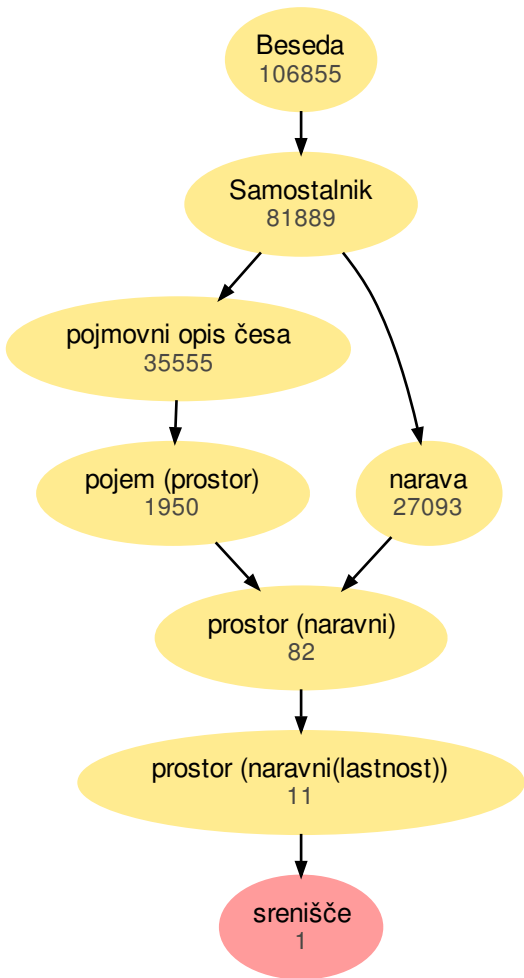 Beseda
106855
Samostalnik
81889
pojmovni opis česa
35555
pojem (prostor)
1950
narava
27093
prostor (naravni)
82
prostor (naravni(lastnost))
11
srenišče
1